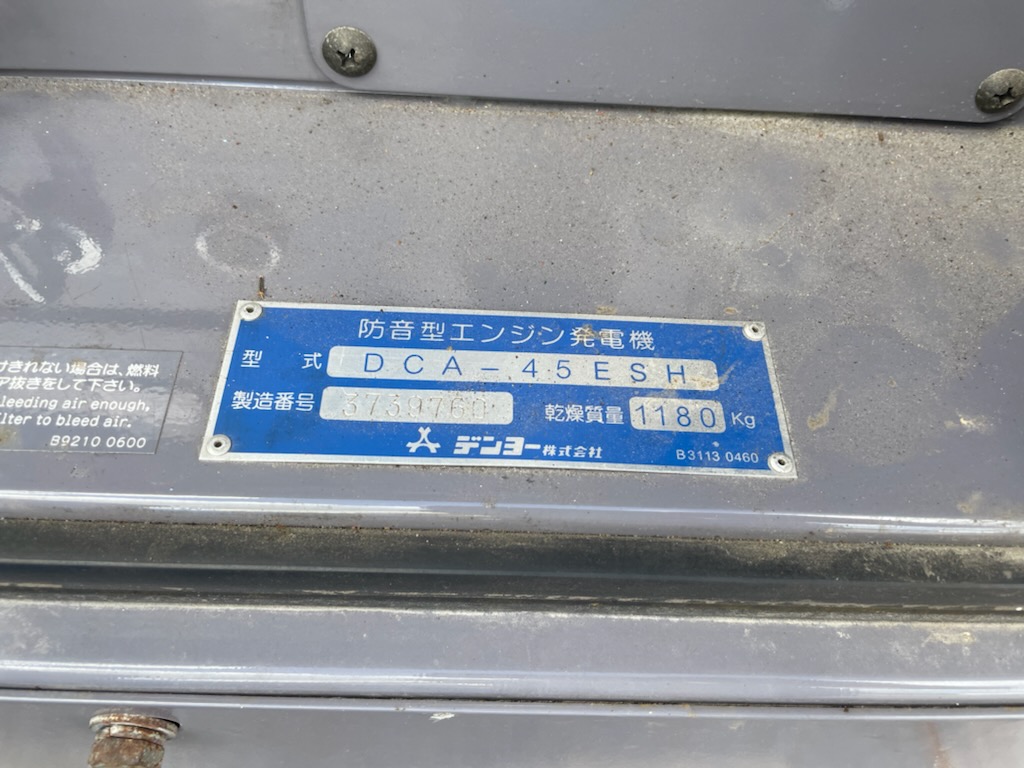 防音型エンジン発電機
型 式 DCA-45ESH
製造番号 3739760 乾燥質量 1180 Kg
デンヨー株式会社 B3113 0460
けきれない場合は、燃料
ア抜きをして下さい。
bleeding air enough,
filter to bleed air.
B9210 0600